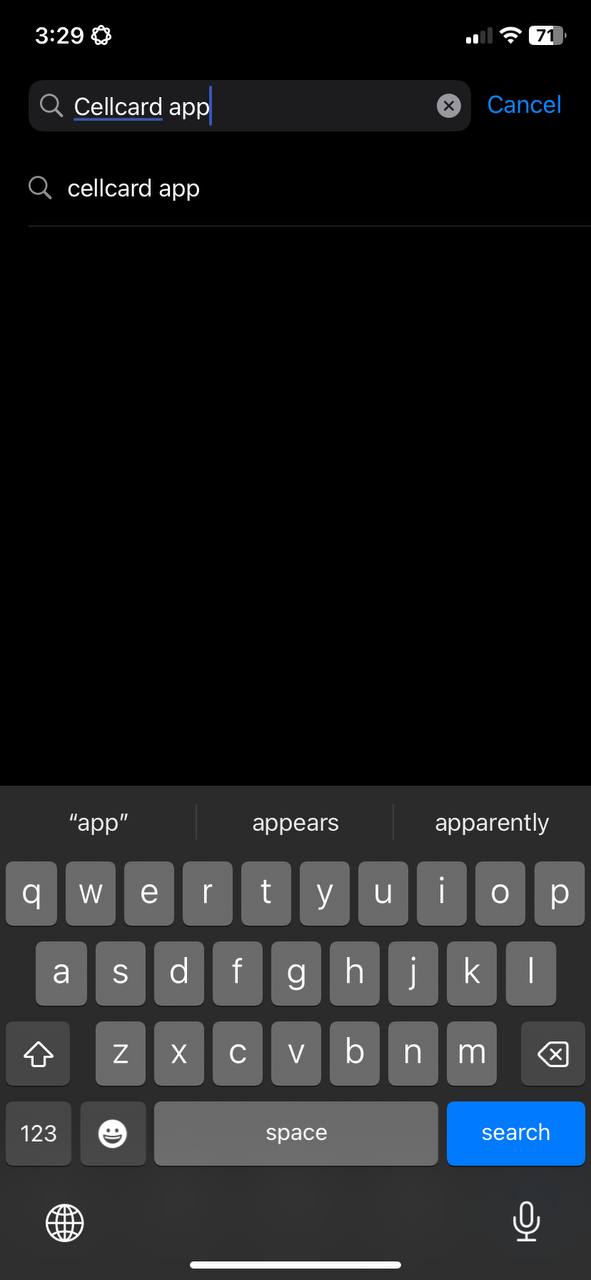 3:29
71
Cellcard app
Cancel
cellcard app
“app”
appears
apparently
q w e r t y u i o p
a s d f g h j k l
z x c v b n m
123
space
search